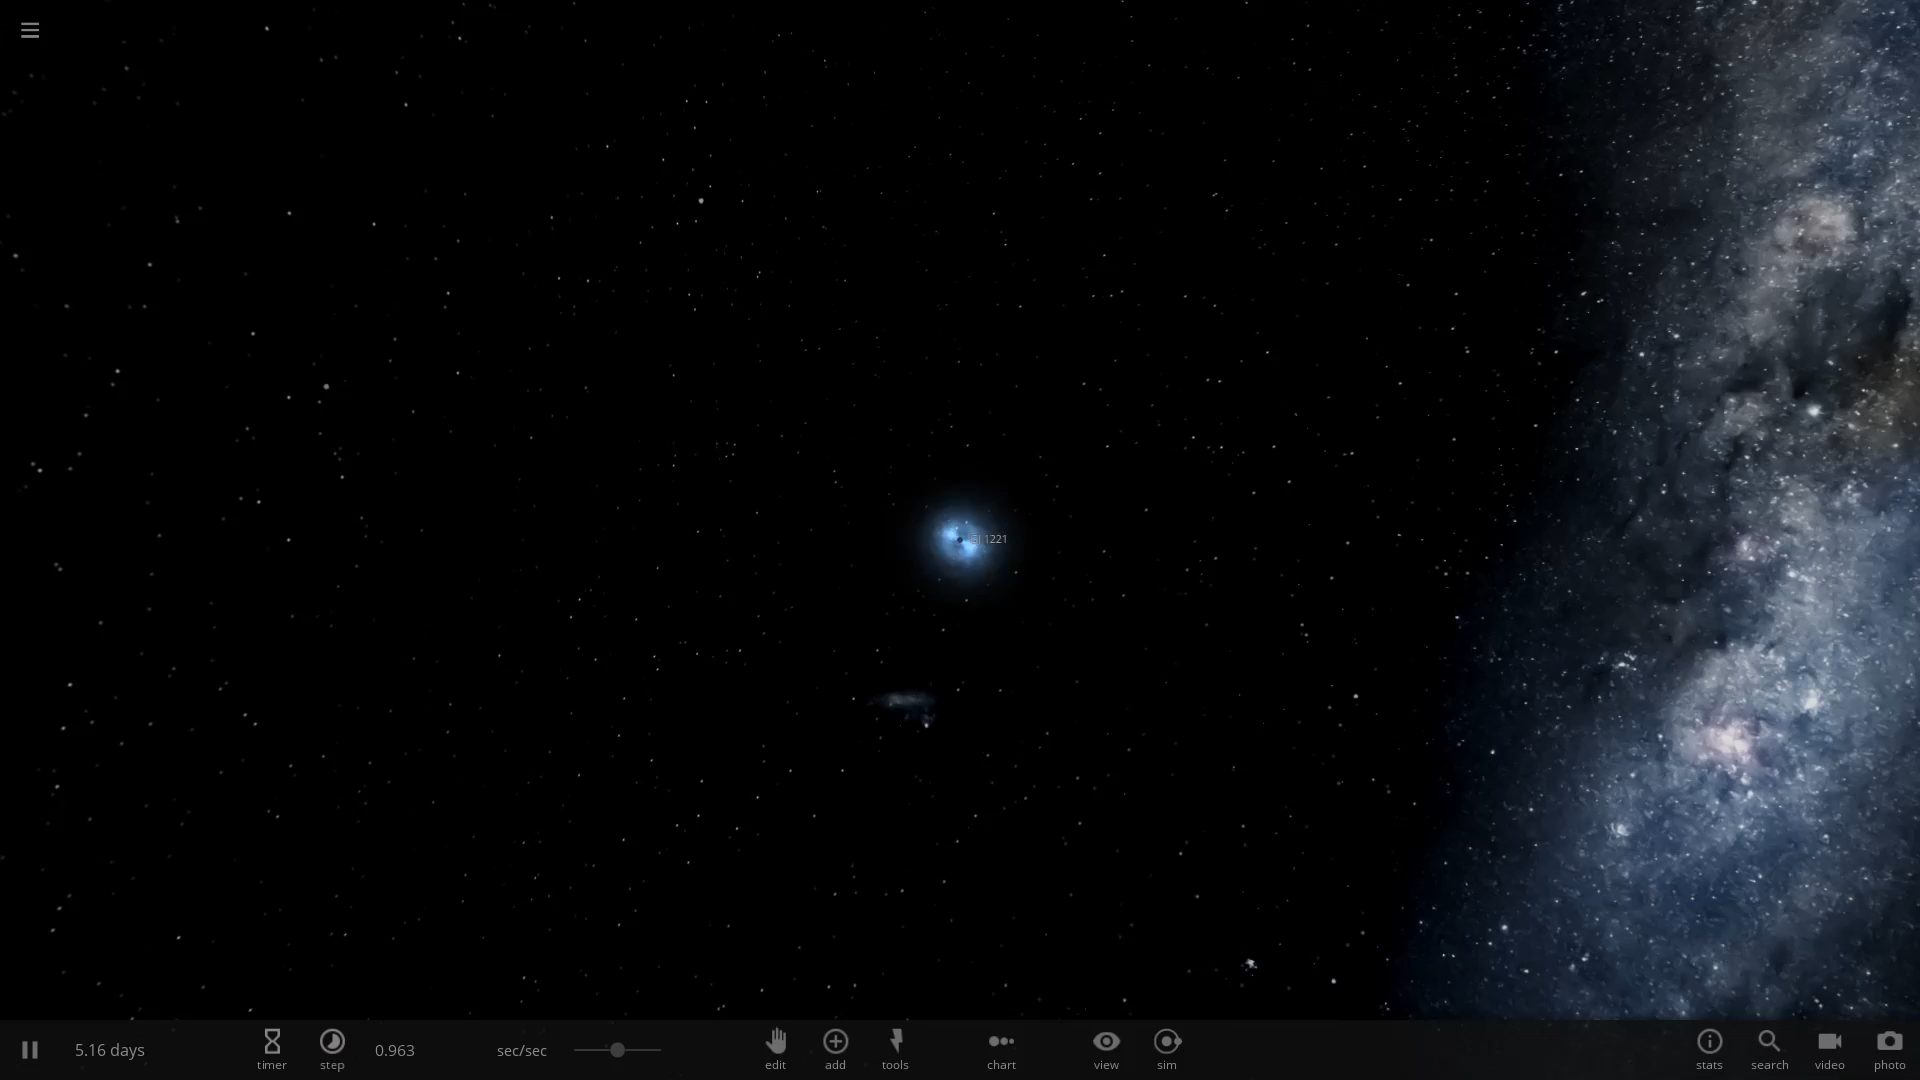 GJ 1221
5.16 days
timer
step
0.963
sec/sec
edit
add
tools
chart
view
sim
stats
search
video
photo